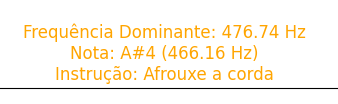 Frequência Dominante: 476.74 Hz
Nota: A#4 (466.16 Hz)
Instrução: Afrouxe a corda